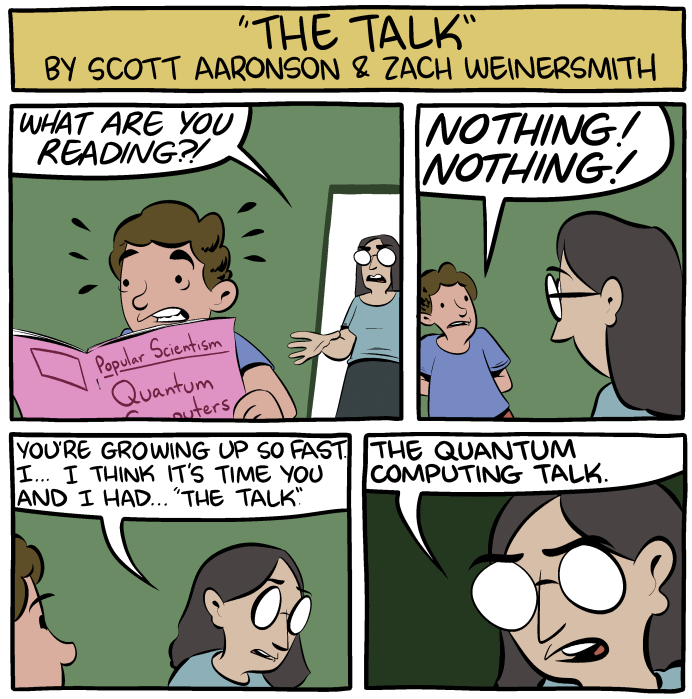 "THE TALK"
BY SCOTT AARONSON & ZACH WEINERSMITH
WHAT ARE YOU
READING?!
Popular Scientism
Quantum
NOTHING!
NOTHING!
YOU'RE GROWING UP SO FAST.
I... I THINK IT'S TIME YOU
AND I HAD... "THE TALK".
THE QUANTUM
COMPUTING TALK.